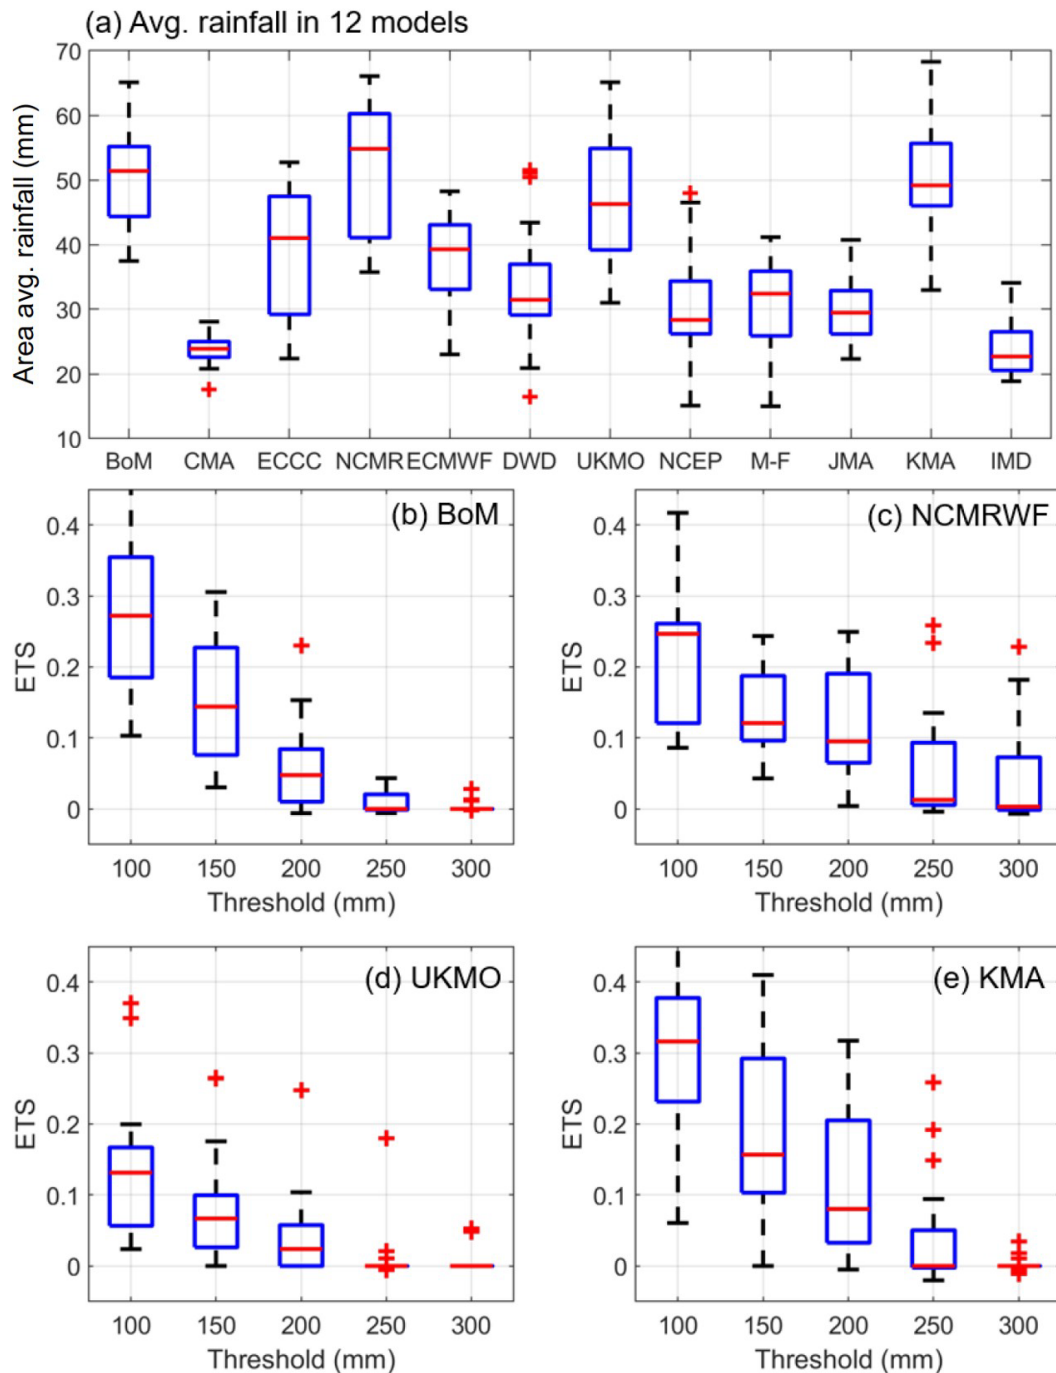 (a) Avg. rainfall in 12 models
Area avg. rainfall (mm)
70
60
50
40
30
20
10
BoM CMA ECCC NCMR ECMWF DWD UKMO NCEP M-F JMA KMA IMD
(b) BoM
ETS
0.4
0.3
0.2
0.1
0
100 150 200 250 300
Threshold (mm)
(c) NCMRWF
ETS
0.4
0.3
0.2
0.1
0
100 150 200 250 300
Threshold (mm)
(d) UKMO
ETS
0.4
0.3
0.2
0.1
0
100 150 200 250 300
Threshold (mm)
(e) KMA
ETS
0.4
0.3
0.2
0.1
0
100 150 200 250 300
Threshold (mm)